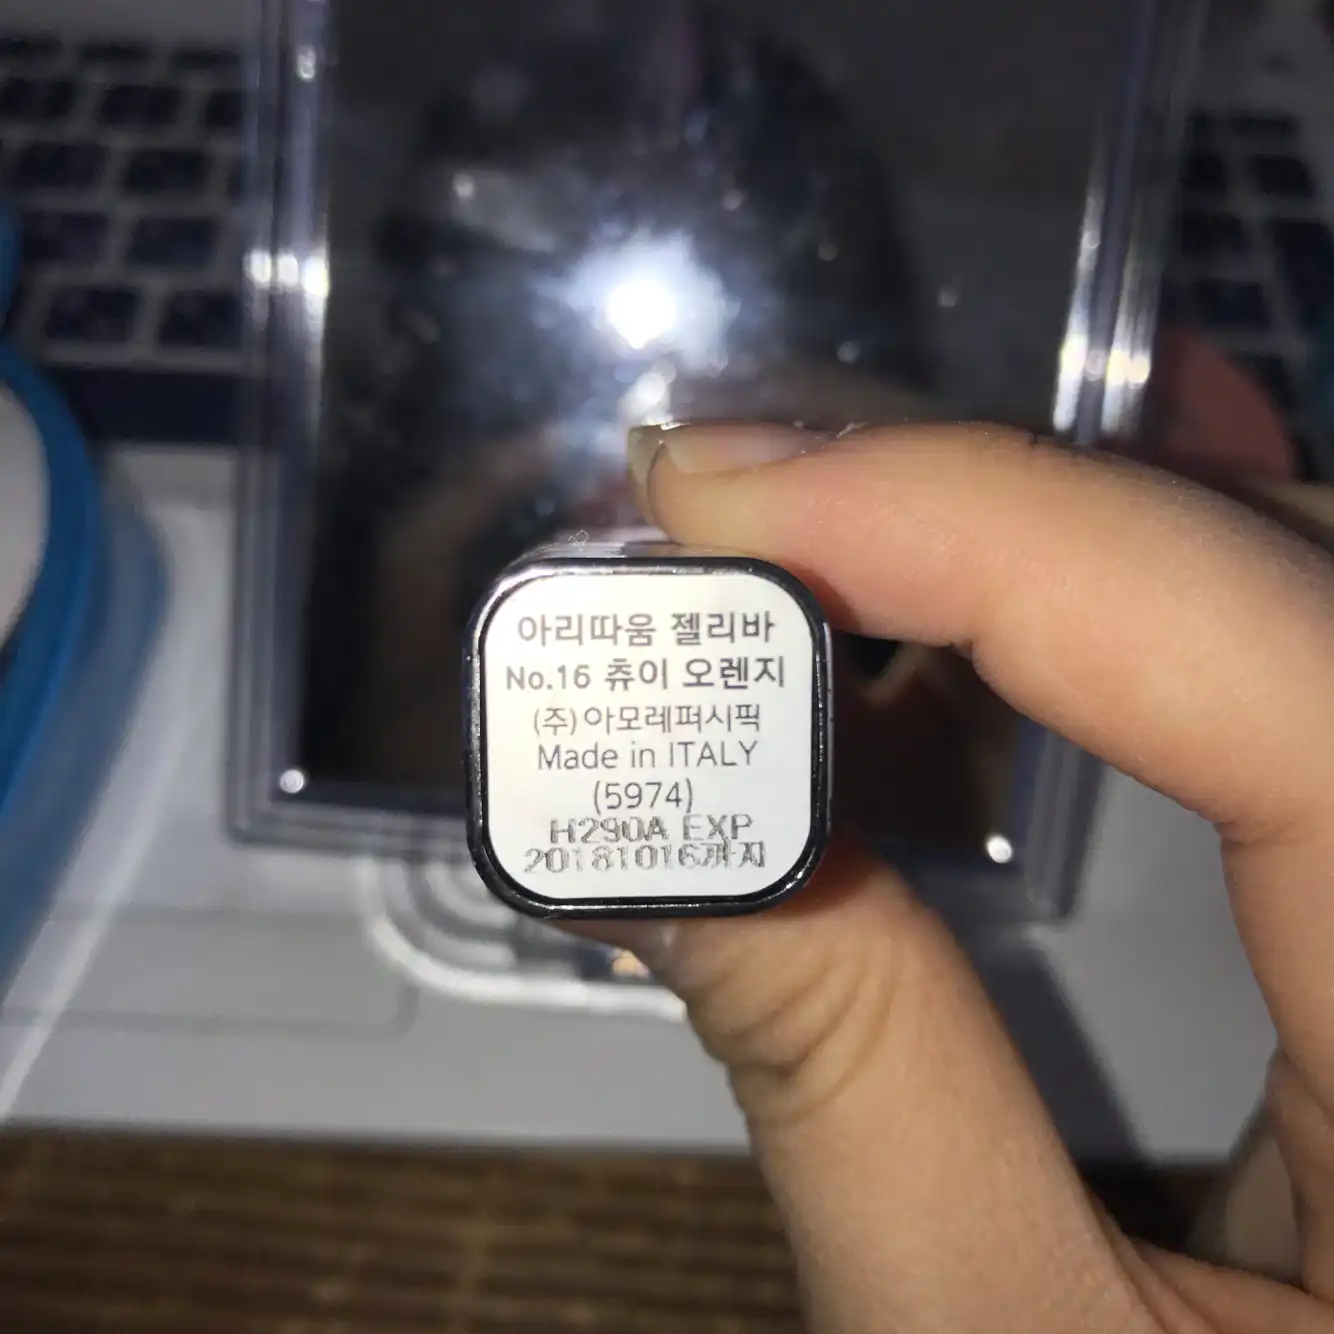 아리따움 젤리바
No.16 츄이 오렌지
(주)아모레퍼시픽
Made in ITALY
(5974)
H290A EXP
20181016까지